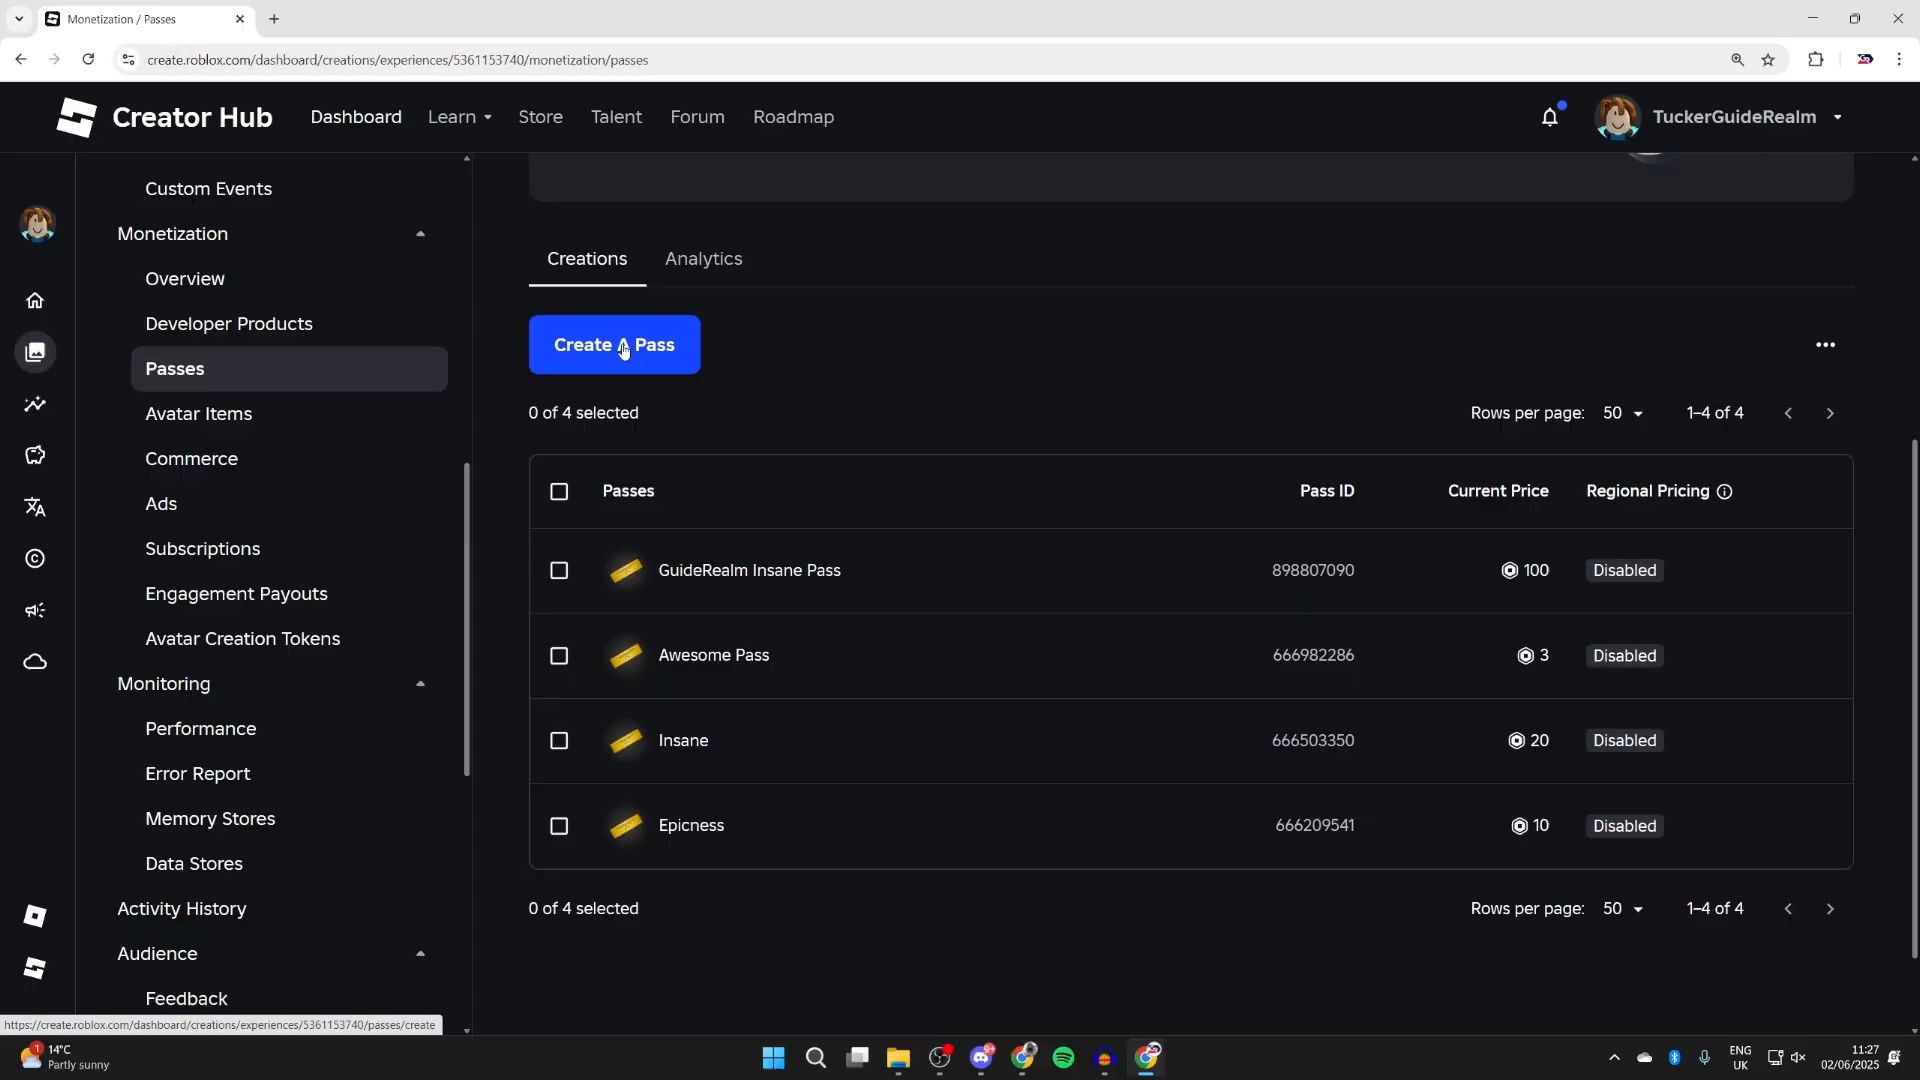 Monetization / Passes
create.roblox.com/dashboard/creations/experiences/5361153740/monetization/passes
Creator Hub
Dashboard
Learn
Store
Talent
Forum
Roadmap
TuckerGuideRealm
Custom Events
Monetization
Overview
Developer Products
Passes
Avatar Items
Commerce
Ads
Subscriptions
Engagement Payouts
Avatar Creation Tokens
Monitoring
Performance
Error Report
Memory Stores
Data Stores
Activity History
Audience
Feedback
Creations
Analytics
Create A Pass
0 of 4 selected
Rows per page: 50
1–4 of 4
Passes
Pass ID
Current Price
Regional Pricing
GuideRealm Insane Pass
898807090
100
Disabled
Awesome Pass
666982286
3
Disabled
Insane
666503350
20
Disabled
Epicness
666209541
10
Disabled
0 of 4 selected
Rows per page: 50
1–4 of 4
https://create.roblox.com/dashboard/creations/experiences/5361153740/passes/create
1
14°C
Partly sunny
9+
ENG
UK
11:27
02/06/2025